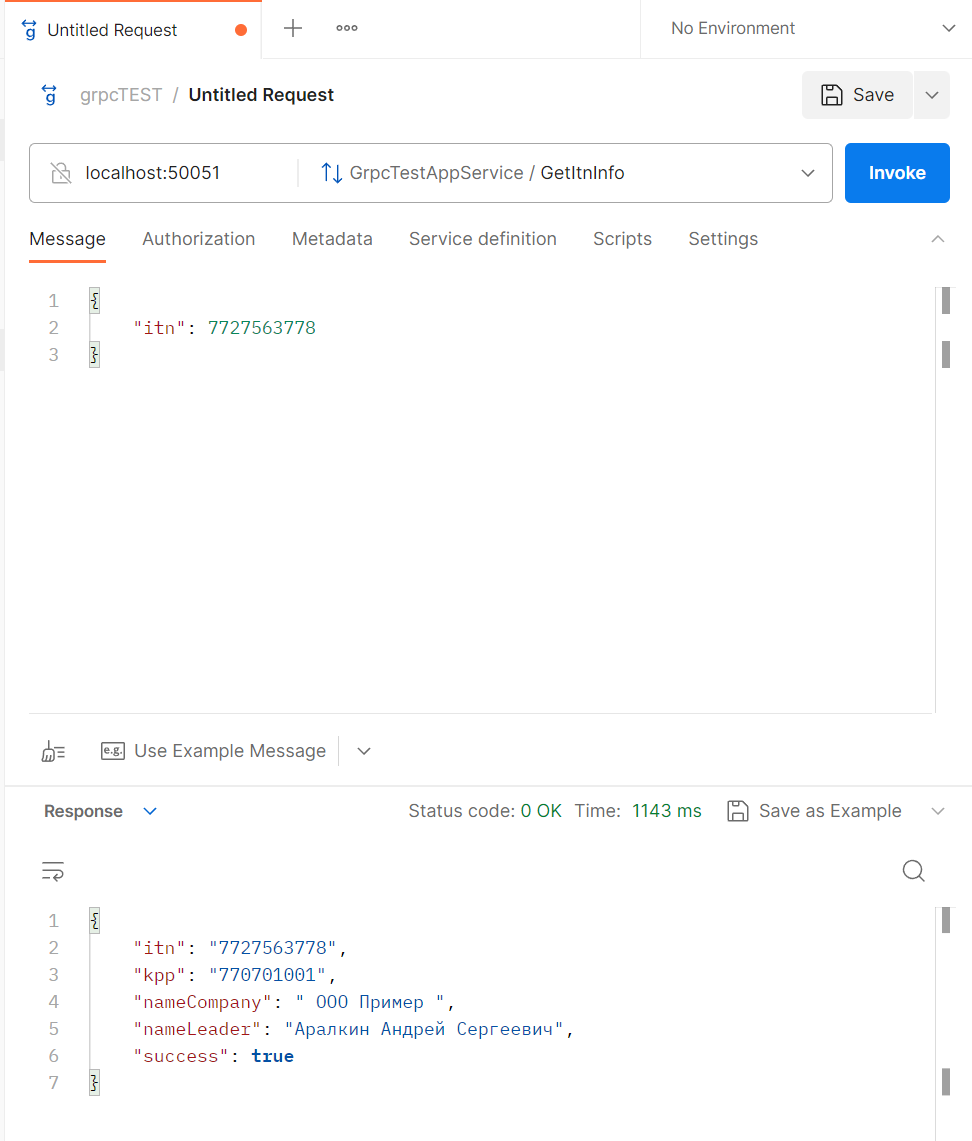 Untitled Request
No Environment
grpcTEST / Untitled Request
Save
localhost:50051
GrpcTestAppService / GetItnInfo
Invoke
Message Authorization Metadata Service definition Scripts Settings
1 {
2 "itn": 7727563778
3 }
e.g. Use Example Message
Response Status code: 0 OK Time: 1143 ms Save as Example
1 {
2 "itn": "7727563778",
3 "kpp": "770701001",
4 "nameCompany": " ООО Пример ",
5 "nameLeader": "Аралкин Андрей Сергеевич",
6 "success": true
7 }